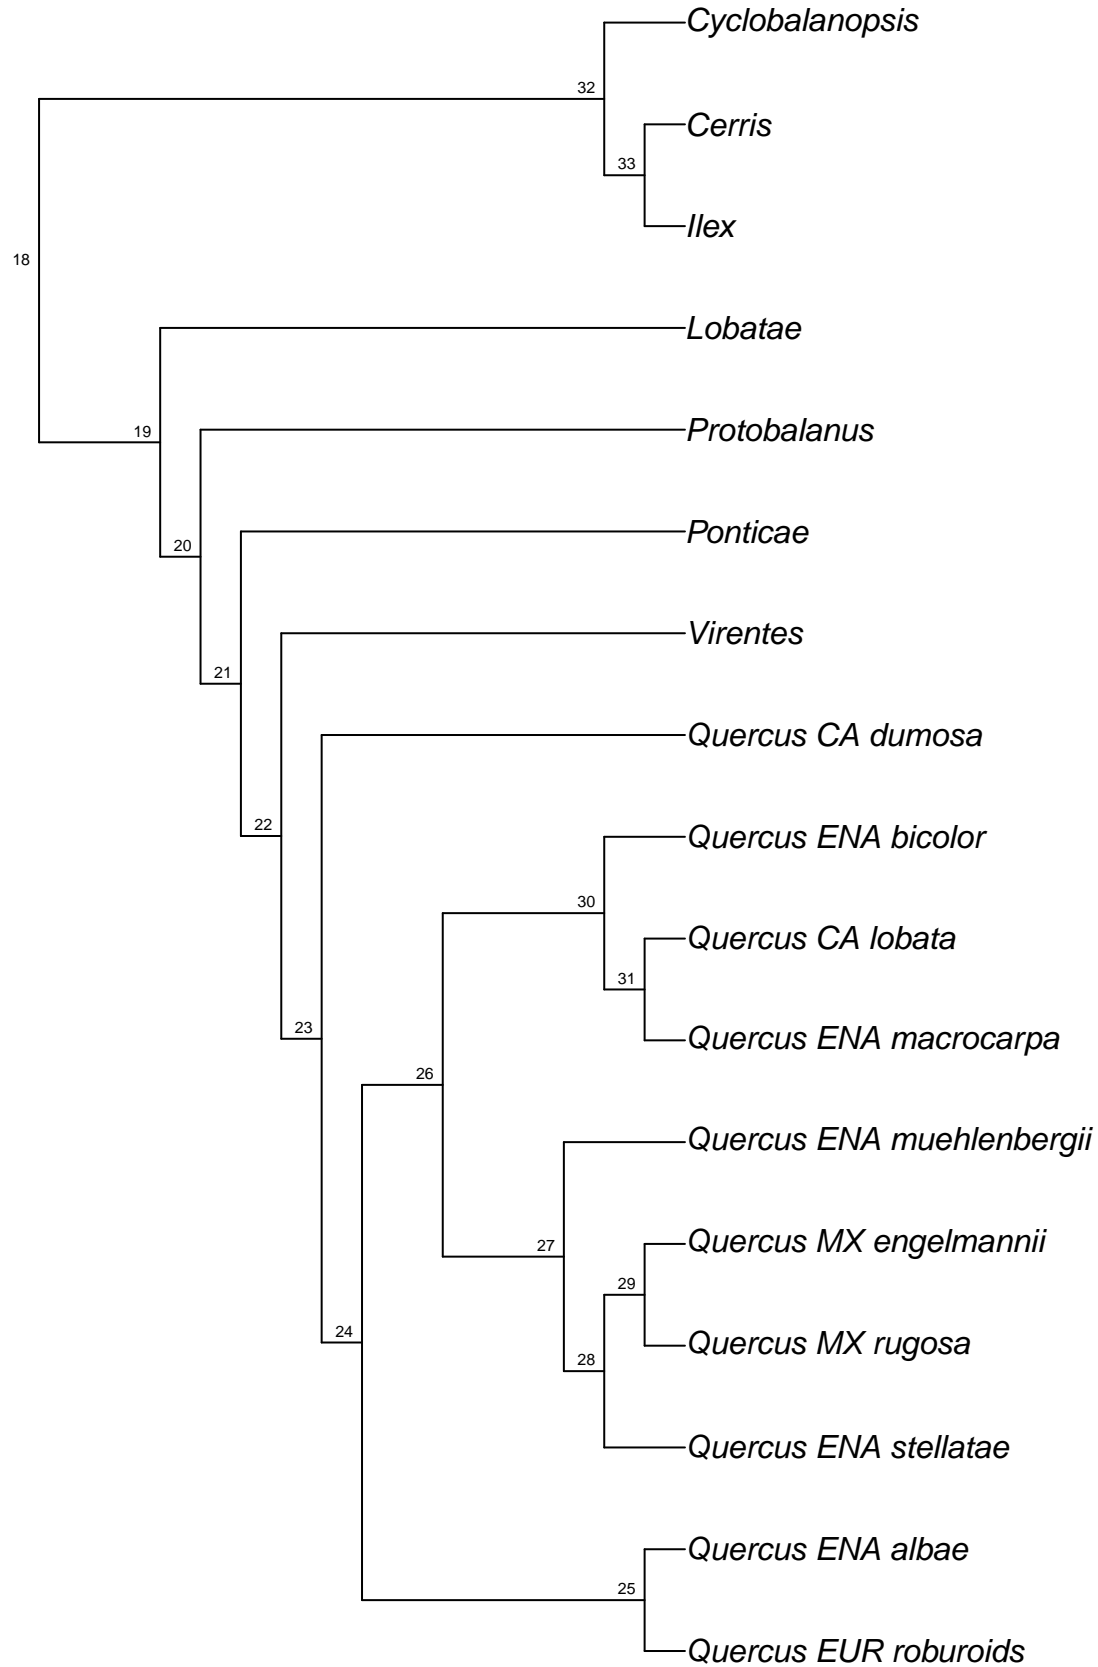 Cyclobalanopsis
32
Cerris
33
Ilex
18
Lobatae
Protobalanus
19
Ponticae
20
Virentes
21
Quercus CA dumosa
22
Quercus ENA bicolor
30
Quercus CA lobata
31
23
Quercus ENA macrocarpa
26
Quercus ENA muehlenbergii
Quercus MX engelmannii
27
29
24
Quercus MX rugosa
28
Quercus ENA stellatae
Quercus ENA albae
25
Quercus EUR roburoids